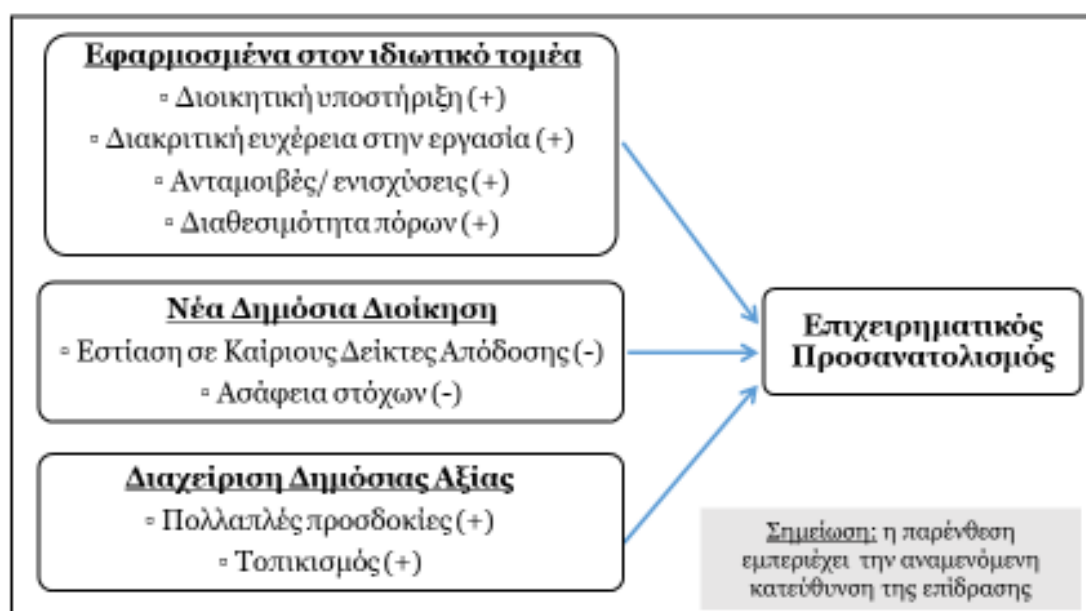 Εφαρμοσμένα στον ιδιωτικό τομέα
▫ Διοικητική υποστήριξη (+)
▫ Διακριτική ευχέρεια στην εργασία (+)
▫ Ανταμοιβές/ ενισχύσεις (+)
▫ Διαθεσιμότητα πόρων (+)
Νέα Δημόσια Διοίκηση
▫ Εστίαση σε Καίριους Δείκτες Απόδοσης (-)
▫ Ασάφεια στόχων (-)
Διαχείριση Δημόσιας Αξίας
▫ Πολλαπλές προσδοκίες (+)
▫ Τοπικισμός (+)
Επιχειρηματικός
Προσανατολισμός
Σημείωση: η παρένθεση
εμπεριέχει την αναμενόμενη
κατεύθυνση της επίδρασης